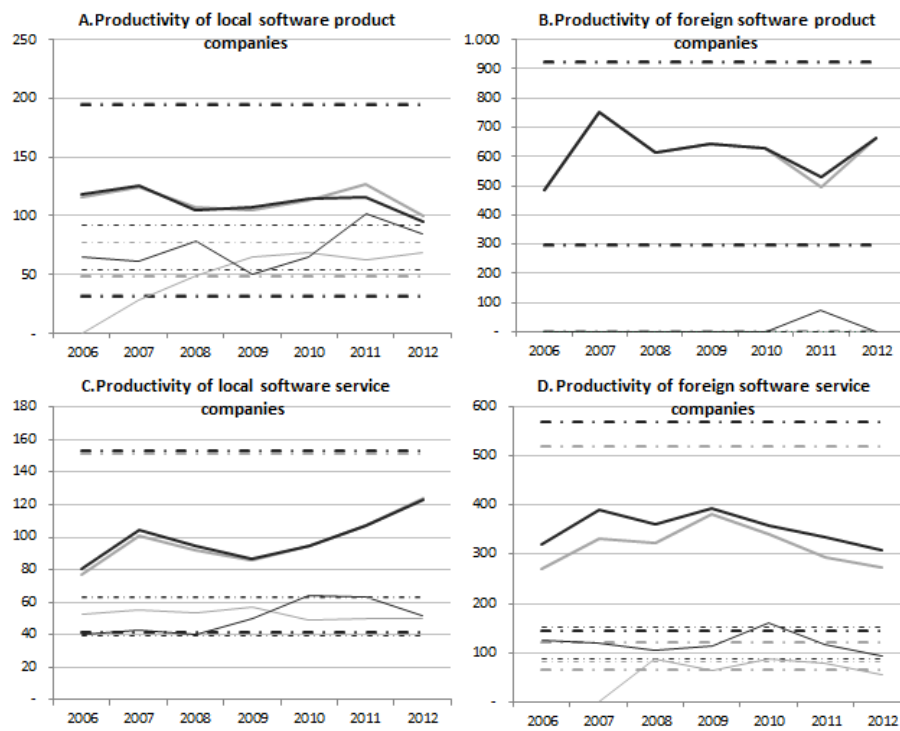 A.Productivity of local software product
companies
250
200
150
100
50
-
2006 2007 2008 2009 2010 2011 2012
B.Productivity of foreign software product
companies
1.000
900
800
700
600
500
400
300
200
100
-
2006 2007 2008 2009 2010 2011 2012
C.Productivity of local software service
companies
180
160
140
120
100
80
60
40
20
-
2006 2007 2008 2009 2010 2011 2012
D. Productivity of foreign software service
companies
600
500
400
300
200
100
-
2006 2007 2008 2009 2010 2011 2012